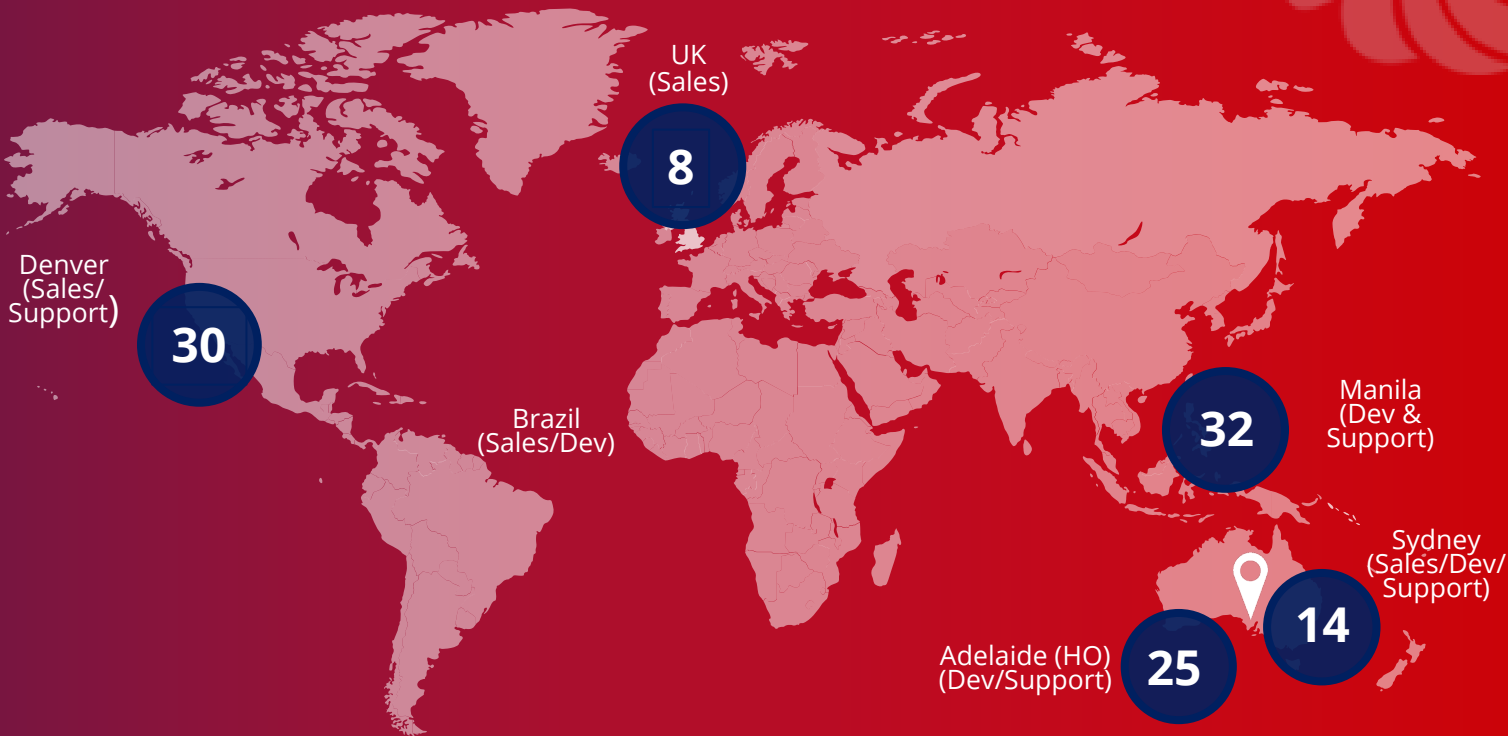 UK
(Sales)
8
Denver
(Sales/
Support)
30
Brazil
(Sales/Dev)
32
Manila
(Dev &
Support)
Sydney
(Sales/Dev/
Support)
14
Adelaide (HO)
(Dev/Support)
25